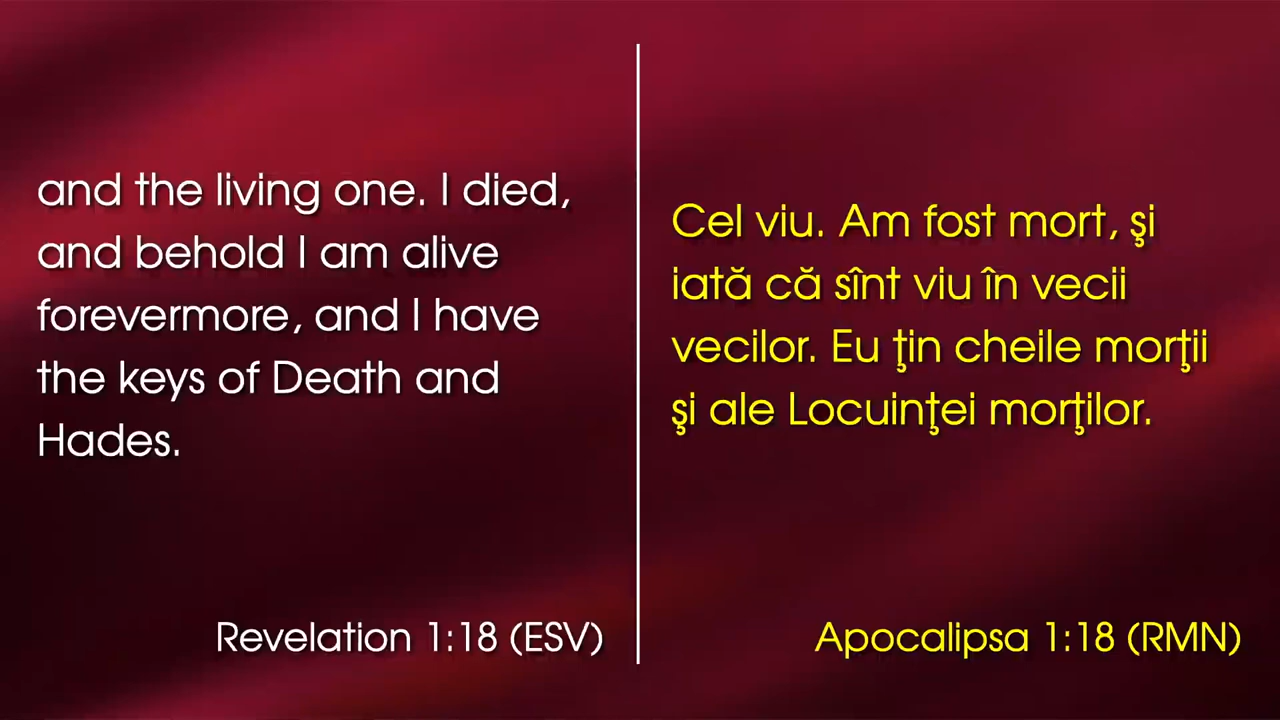 and the living one. I died,
and behold I am alive
forevermore, and I have
the keys of Death and
Hades.
Revelation 1:18 (ESV)
Cel viu. Am fost mort, şi
iată că sînt viu în vecii
vecilor. Eu ţin cheile morţii
şi ale Locuinţei morţilor.
Apocalipsa 1:18 (RMN)